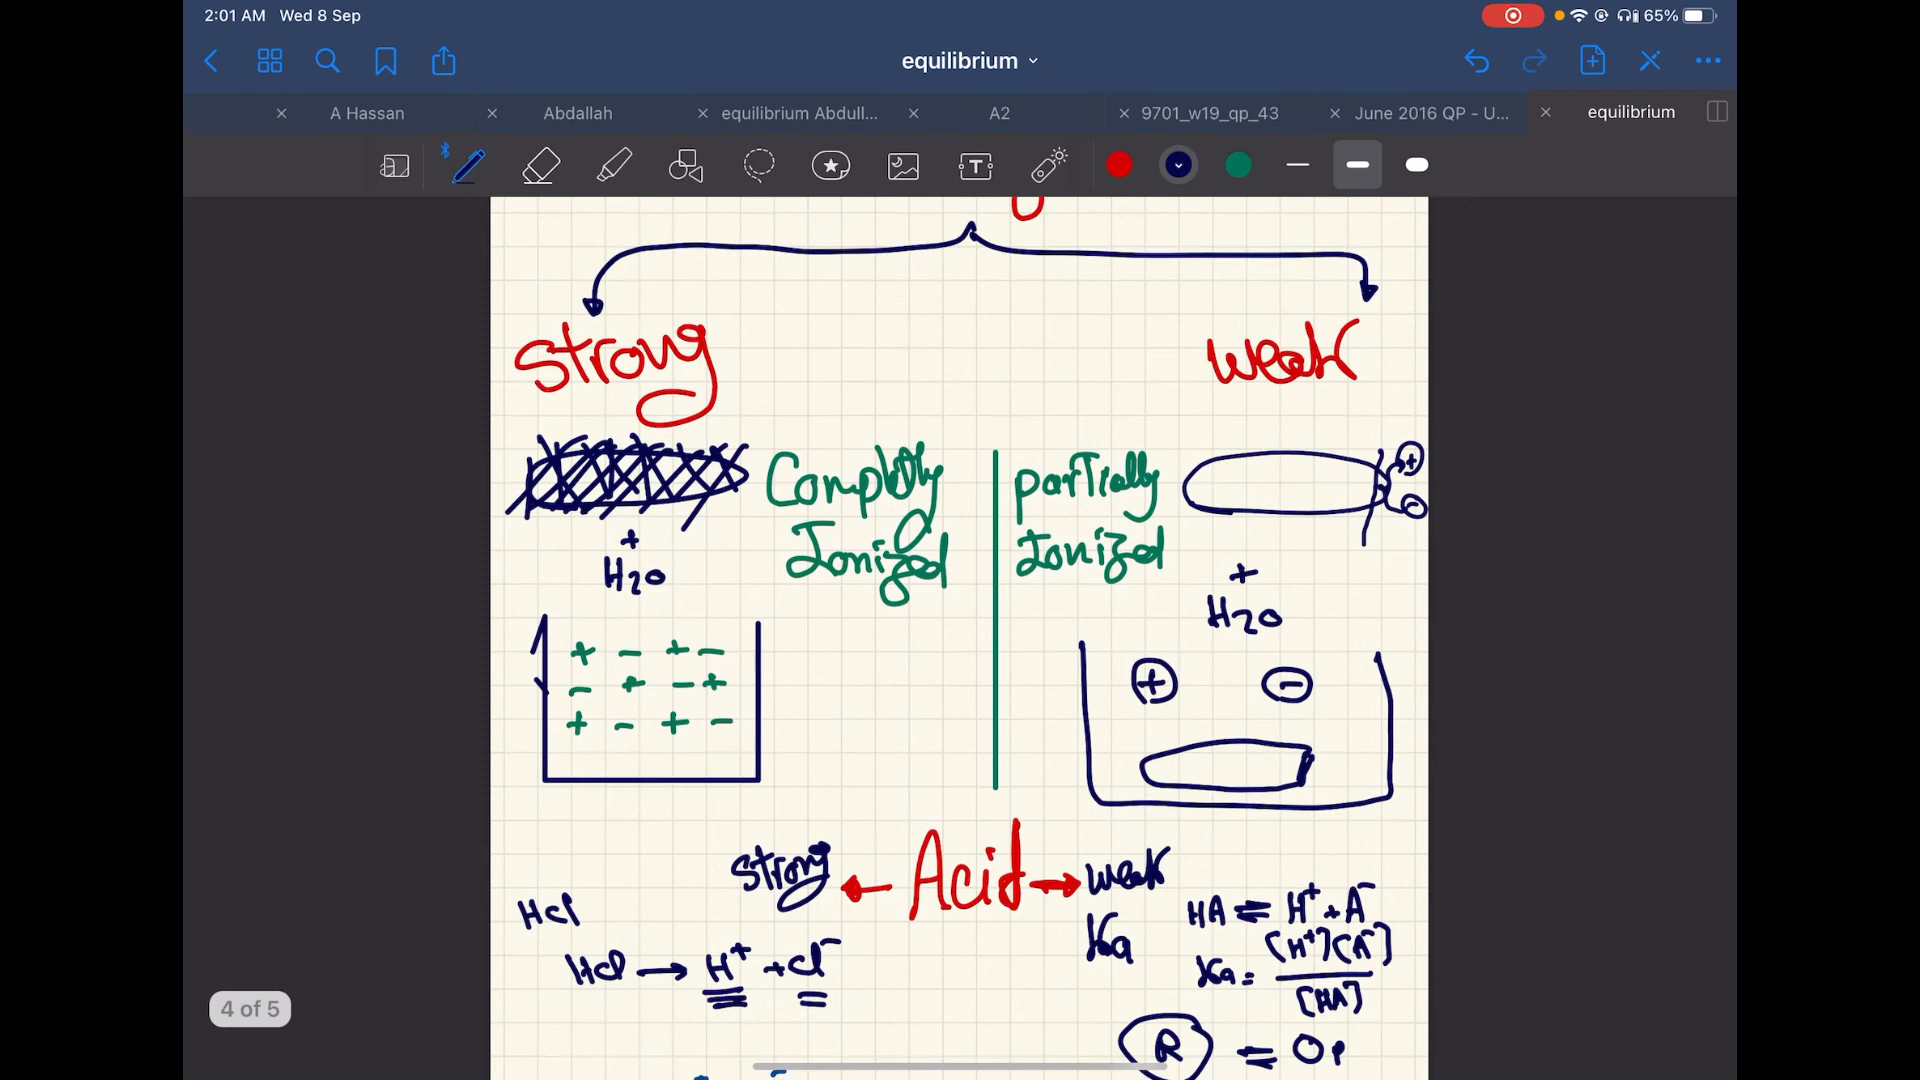 2:01 AM Wed 8 Sep
65%
equilibrium
A Hassan
Abdallah
equilibrium Abdull...
A2
9701_w19_qp_43
June 2016 QP - U...
equilibrium
strong
weak
Completly
Ionized
partially
Ionized
+
+
-
H2O
+
H2O
+ - + -
- + - +
+ - + -
+ -
strong ← Acid → weak
HCl
HCl → H⁺ + Cl⁻
Ka
HA ⇌ H⁺ + A⁻
Ka = [H⁺][A⁻]
[HA]
R ⇌ OP
4 of 5